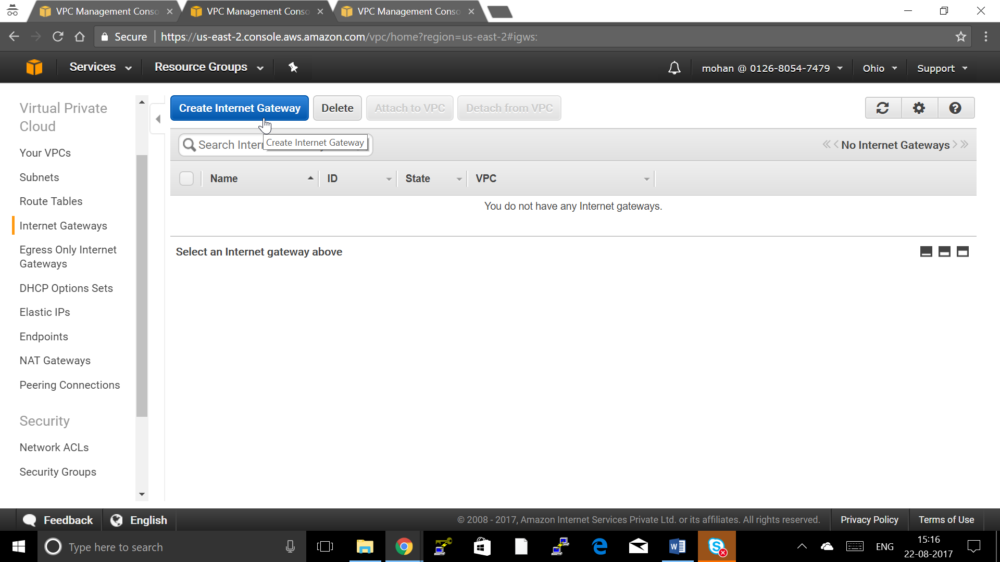 VPC Management Conso
VPC Management Conso
VPC Management Conso
Secure
https://us-east-2.console.aws.amazon.com/vpc/home?region=us-east-2#igws:
Services
Resource Groups
mohan @ 0126-8054-7479
Ohio
Support
Virtual Private
Cloud
Your VPCs
Subnets
Route Tables
Internet Gateways
Egress Only Internet
Gateways
DHCP Options Sets
Elastic IPs
Endpoints
NAT Gateways
Peering Connections
Security
Network ACLs
Security Groups
Create Internet Gateway
Delete
Attach to VPC
Detach from VPC
Search Inter
Create Internet Gateway
No Internet Gateways
Name
ID
State
VPC
You do not have any Internet gateways.
Select an Internet gateway above
Feedback
English
© 2008 - 2017, Amazon Internet Services Private Ltd. or its affiliates. All rights reserved.
Privacy Policy
Terms of Use
Type here to search
ENG
15:16
22-08-2017